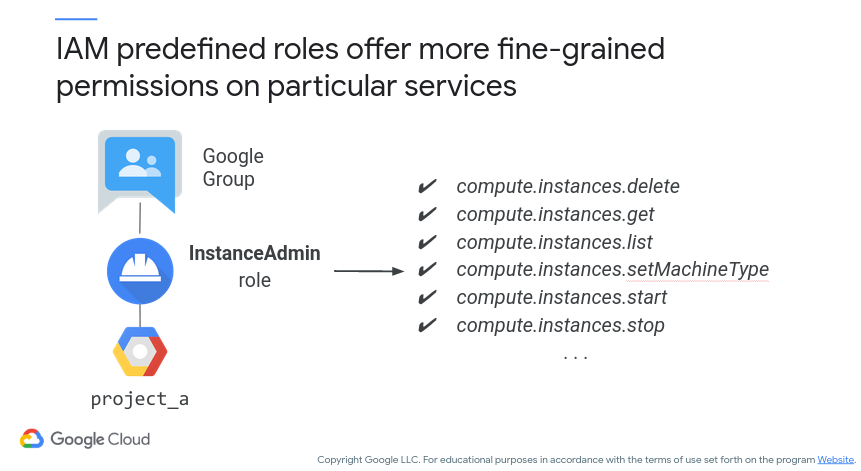 IAM predefined roles offer more fine-grained
permissions on particular services
Google
Group
InstanceAdmin
role
project_a
compute.instances.delete
compute.instances.get
compute.instances.list
compute.instances.setMachineType
compute.instances.start
compute.instances.stop
. . .
Google Cloud
Copyright Google LLC. For educational purposes in accordance with the terms of use set forth on the program Website.